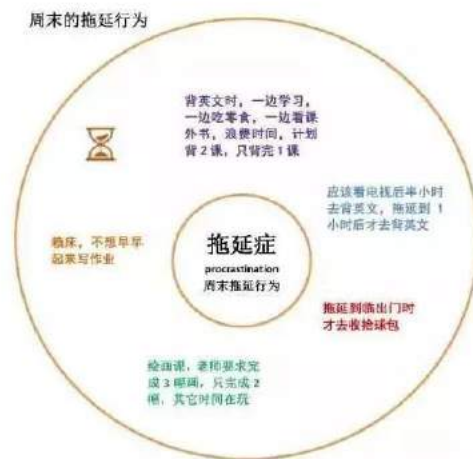 周末的拖延行为
背英文时，一边学习，
一边吃零食，一边看课
外书，浪费时间，计划
背2课，只背完1课
应该看电视后半小时
去背英文，拖延到 1
小时后才去背英文
赖床，不想早早
起来写作业
拖延症
procrastination
周末拖延行为
拖延到临出门时
才去收拾球包
绘画课，老师要求完
成3幅画，只完成2
幅，其它时间在玩